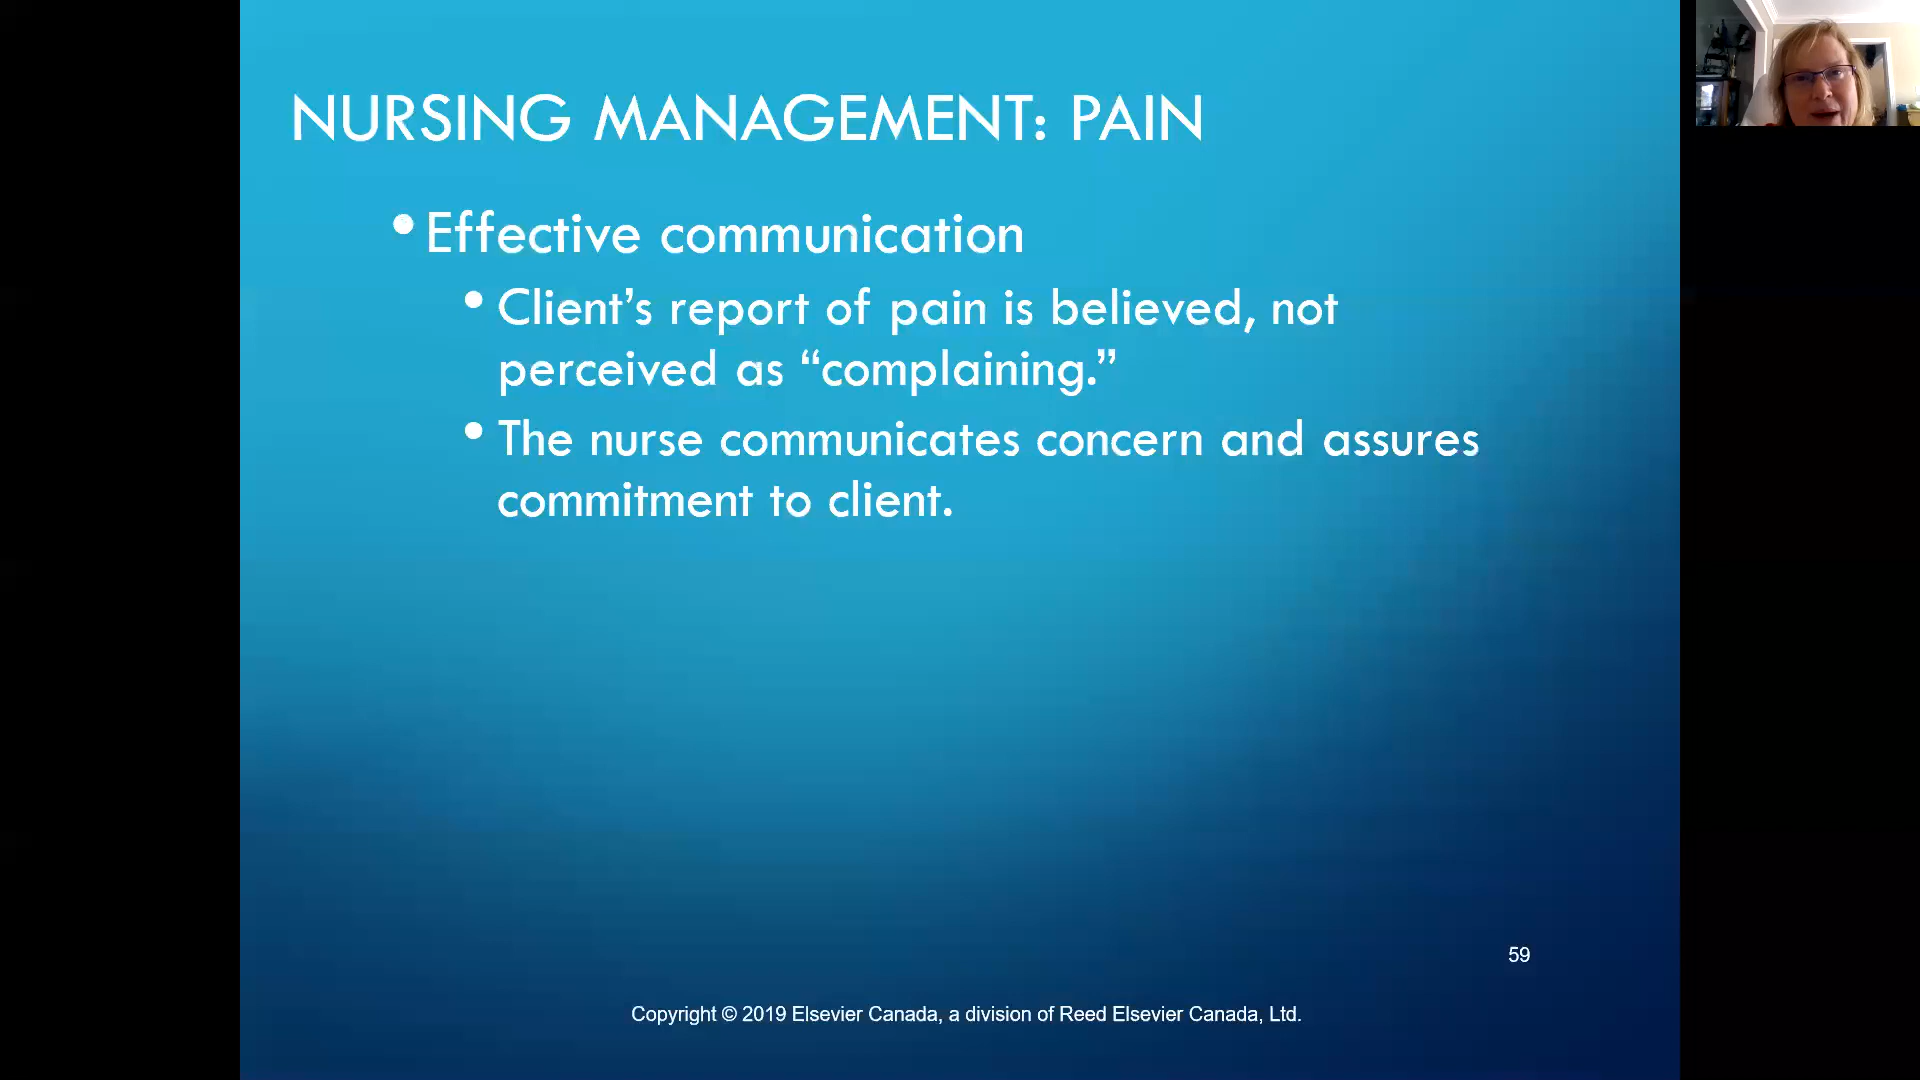 NURSING MANAGEMENT: PAIN
• Effective communication
• Client’s report of pain is believed, not
perceived as “complaining.”
• The nurse communicates concern and assures
commitment to client.
59
Copyright © 2019 Elsevier Canada, a division of Reed Elsevier Canada, Ltd.